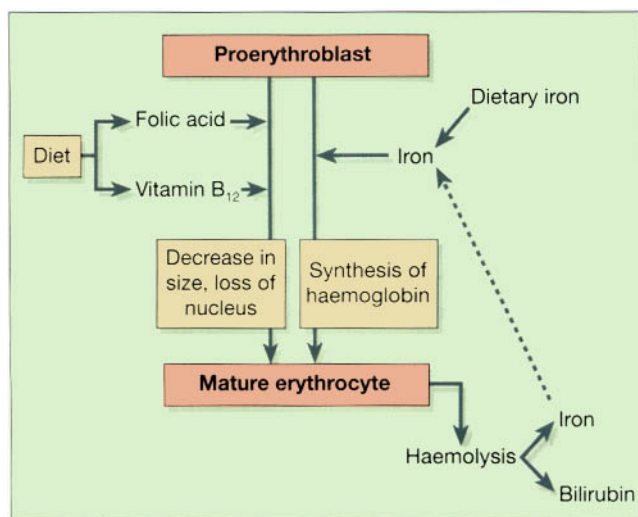 Proerythroblast
Dietary iron
Folic acid
Diet
Iron
Vitamin B12
Decrease in
size, loss of
nucleus
Synthesis of
haemoglobin
Mature erythrocyte
Iron
Haemolysis
Bilirubin